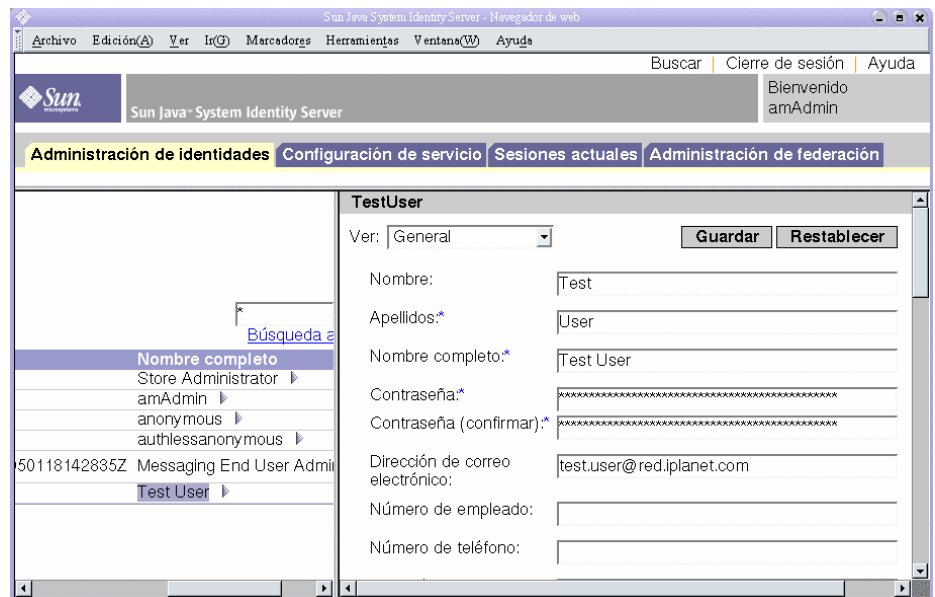 Sun Java System Identity Server - Navegador de web
Archivo Edición(A) Ver Ir(G) Marcadores Herramientas Ventana(W) Ayuda
Buscar | Cierre de sesión | Ayuda
Sun
microsystems
Sun Java™ System Identity Server
Bienvenido
amAdmin
Administración de identidades Configuración de servicio Sesiones actuales Administración de federación
TestUser
Ver: General Guardar Restablecer
Nombre: Test
Apellidos:* User
Nombre completo:* Test User
Contraseña:* **********************************************
Contraseña (confirmar):* **********************************************
Dirección de correo
electrónico: test.user@red.iplanet.com
Número de empleado:
Número de teléfono:
*
Búsqueda a
Nombre completo
Store Administrator
amAdmin
anonymous
authlessanonymous
50118142835Z Messaging End User Admi
Test User